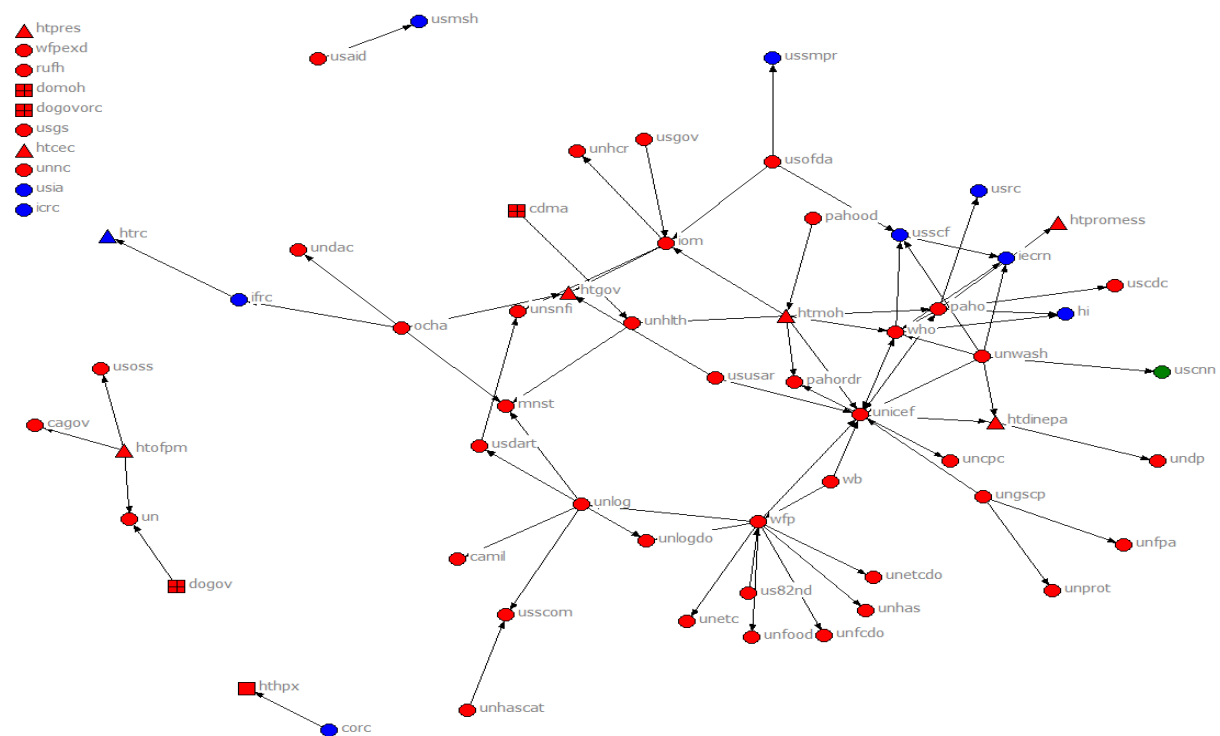 htpres
wfpexd
rufh
domoh
dogovorc
usgs
htcec
unnc
usia
icrc
usmsh
usaid
ussmpr
unhcr
usgov
usofda
usrc
cdma
pahood
htpromess
htrc
undac
iom
usscf
iecrn
uscdc
ifrc
htgov
unsnfi
unhlth
htmoh
paho
hi
ocha
who
unwash
usoss
ususar
pahordr
uscnn
cagov
mnst
unicef
htdinepa
htofpm
usdart
uncpc
undp
wb
unlog
ungscp
un
wfp
unlogdo
unfpa
camil
dogov
us82nd
unetcdo
unprot
usscom
unetc
unfood
unfcdo
unhas
hthpx
unhascat
corc